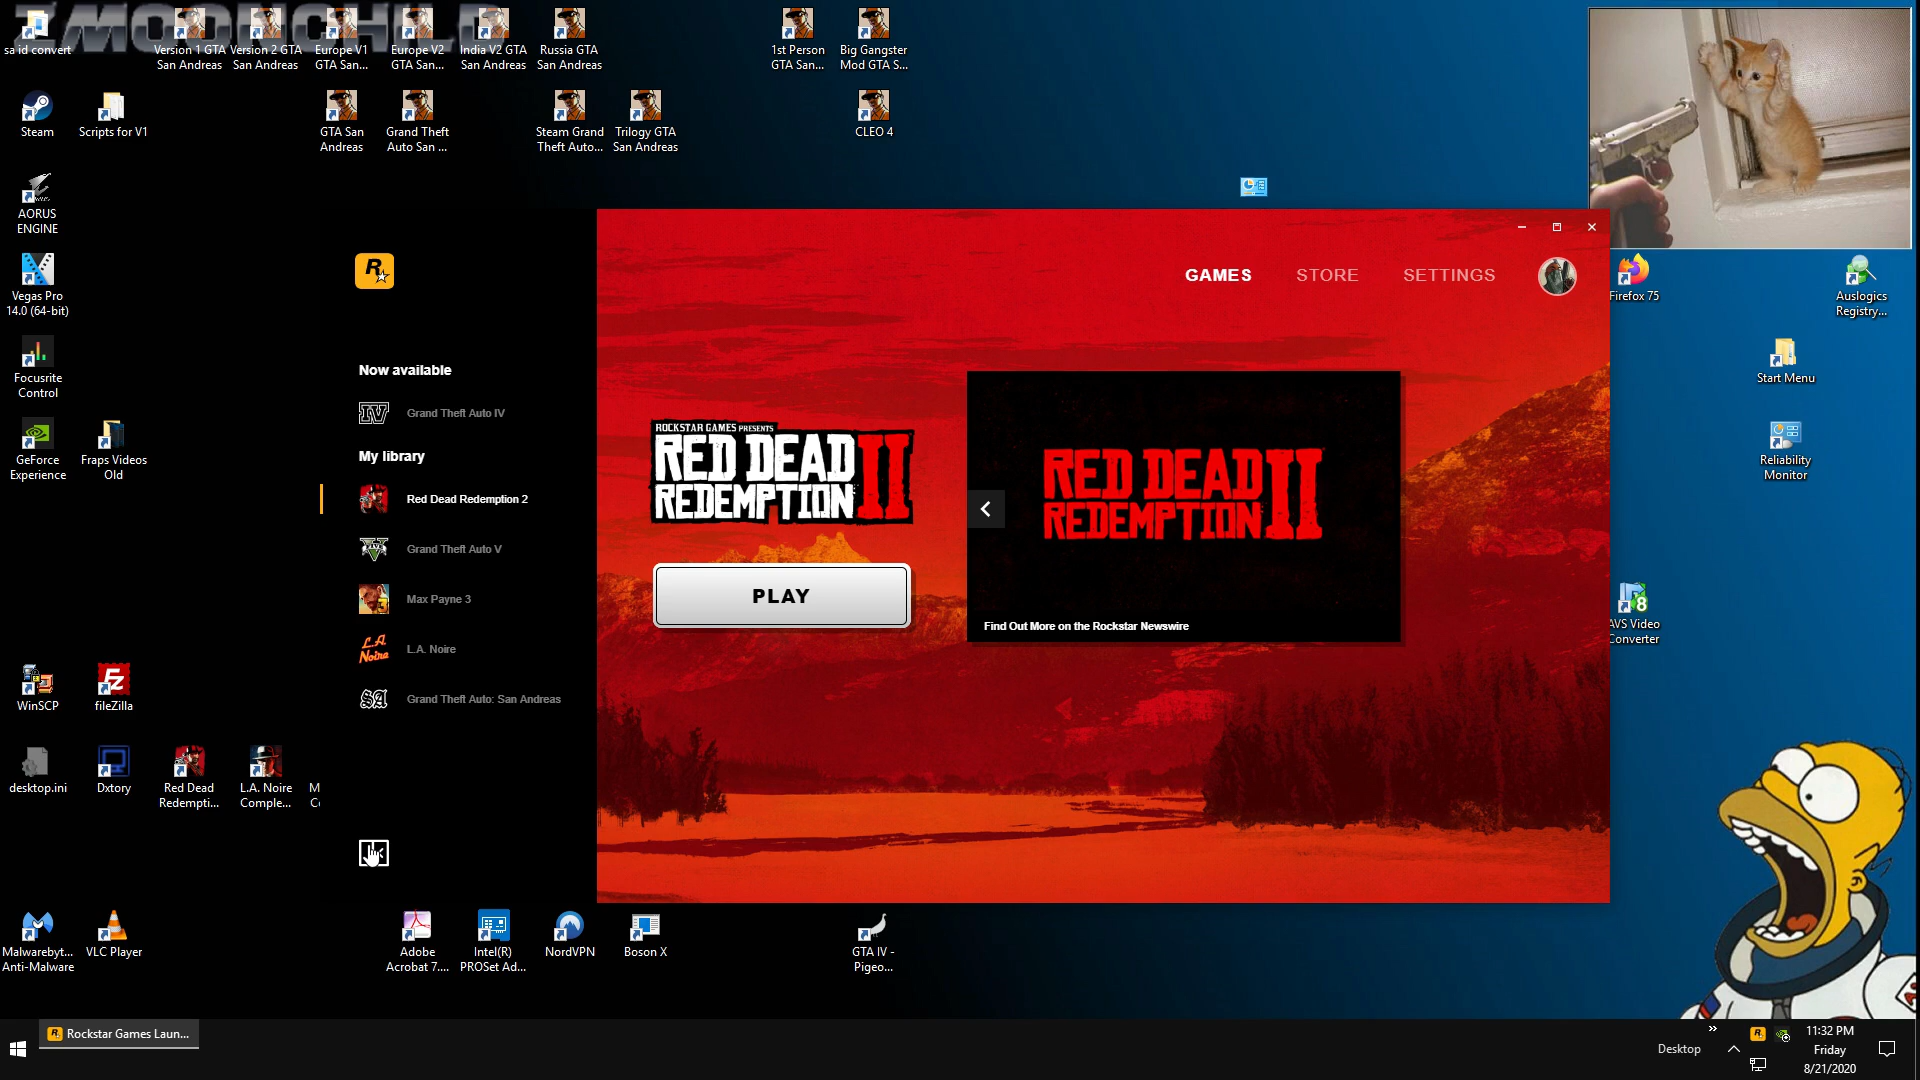 ZMOONCHILD
sa id convert
Version 1 GTA
San Andreas
Version 2 GTA
San Andreas
Europe V1
GTA San...
Europe V2
GTA San...
India V2 GTA
San Andreas
Russia GTA
San Andreas
1st Person
GTA San...
Big Gangster
Mod GTA S...
Steam
Scripts for V1
GTA San
Andreas
Grand Theft
Auto San ...
Steam Grand
Theft Auto...
Trilogy GTA
San Andreas
CLEO 4
AORUS
ENGINE
Vegas Pro
14.0 (64-bit)
Focusrite
Control
GeForce
Experience
Fraps Videos
Old
WinSCP
fileZilla
desktop.ini
Dxtory
Red Dead
Redempti...
L.A. Noire
Comple...
M
Co
Malwarebyt...
Anti-Malware
VLC Player
R
Now available
IV
Grand Theft Auto IV
My library
Red Dead Redemption 2
V
Grand Theft Auto V
3
Max Payne 3
L.A.
Noire
L.A. Noire
SA
Grand Theft Auto: San Andreas
GAMES
STORE
SETTINGS
ROCKSTAR GAMES PRESENTS
RED DEAD
REDEMPTION II
PLAY
RED DEAD
REDEMPTION II
Find Out More on the Rockstar Newswire
Firefox 75
Auslogics
Registry...
Start Menu
Reliability
Monitor
AVS Video
Converter
Adobe
Acrobat 7....
Intel(R)
PROSet Ad...
NordVPN
Boson X
GTA IV -
Pigeo...
Rockstar Games Laun...
Desktop
11:32 PM
Friday
8/21/2020